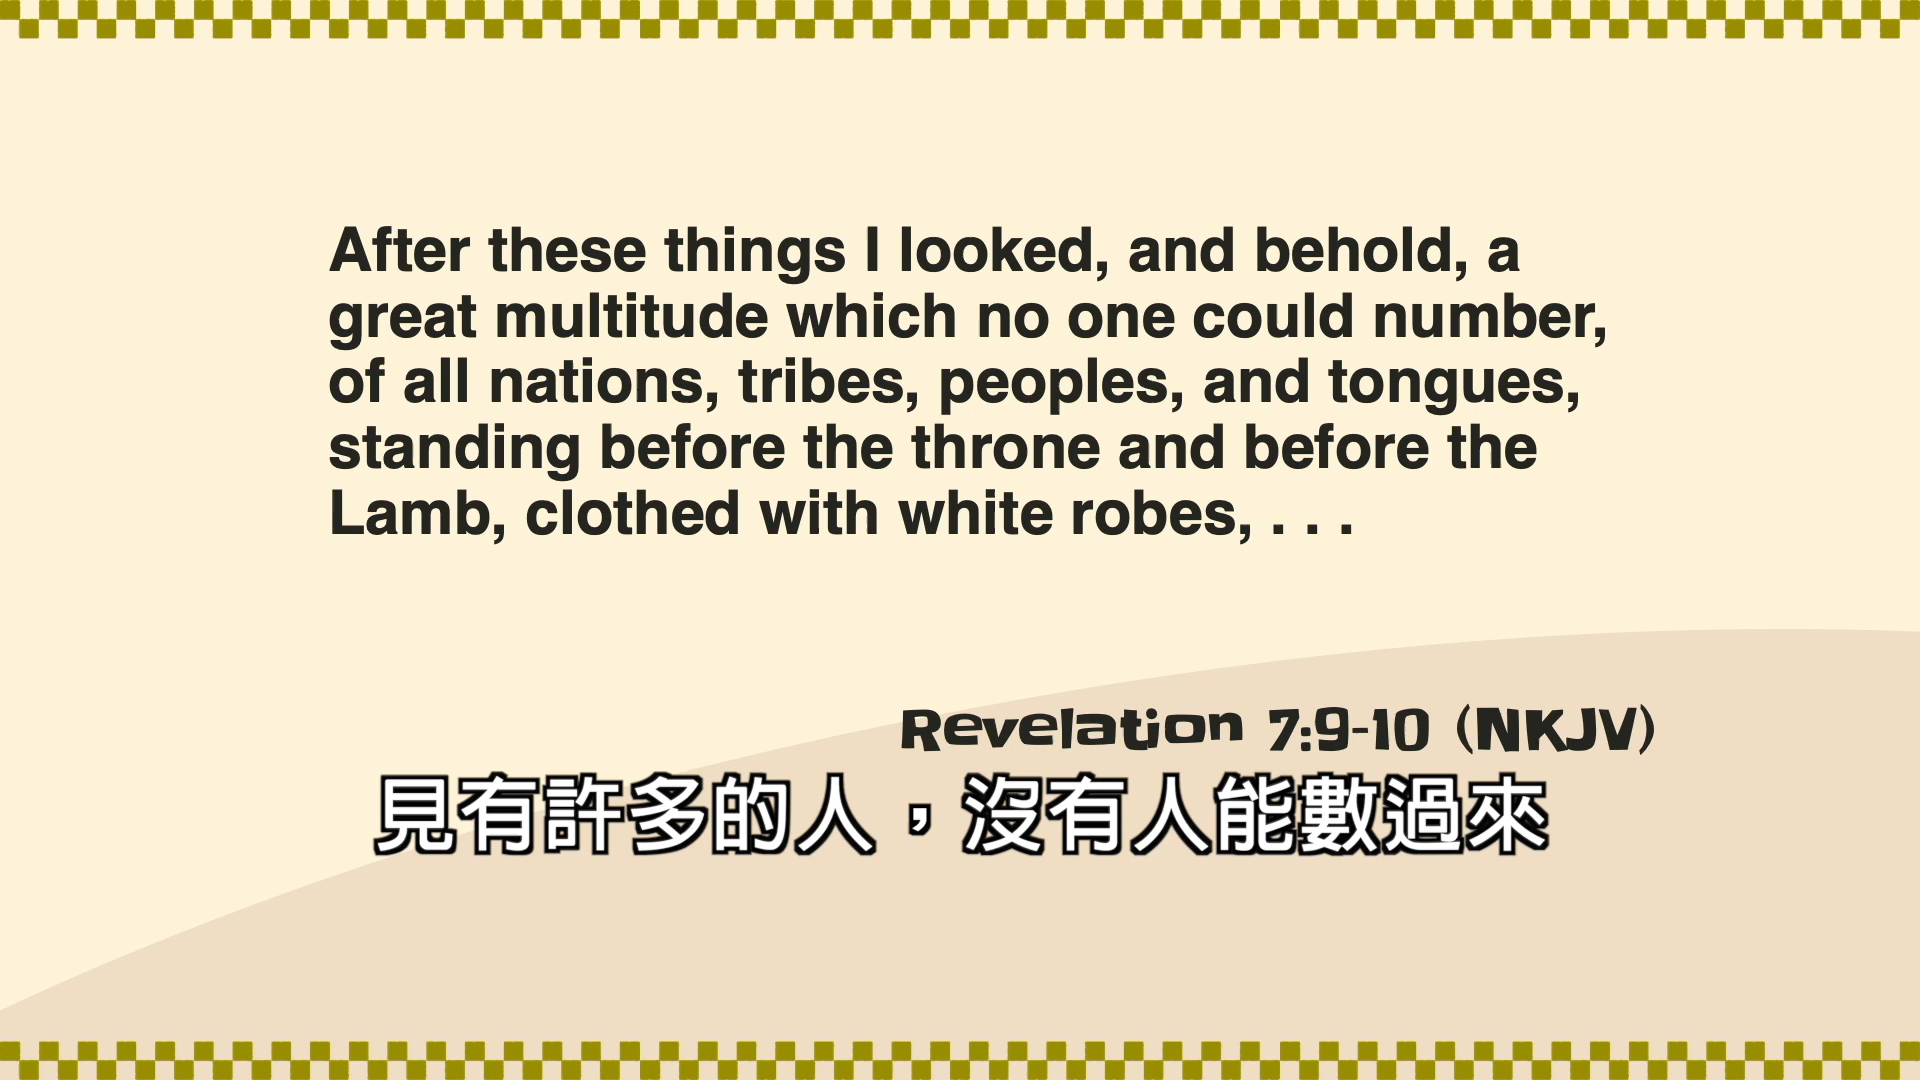 After these things I looked, and behold, a
great multitude which no one could number,
of all nations, tribes, peoples, and tongues,
standing before the throne and before the
Lamb, clothed with white robes, . . .
Revelation 7:9-10 (NKJV)
見有許多的人，沒有人能數過來